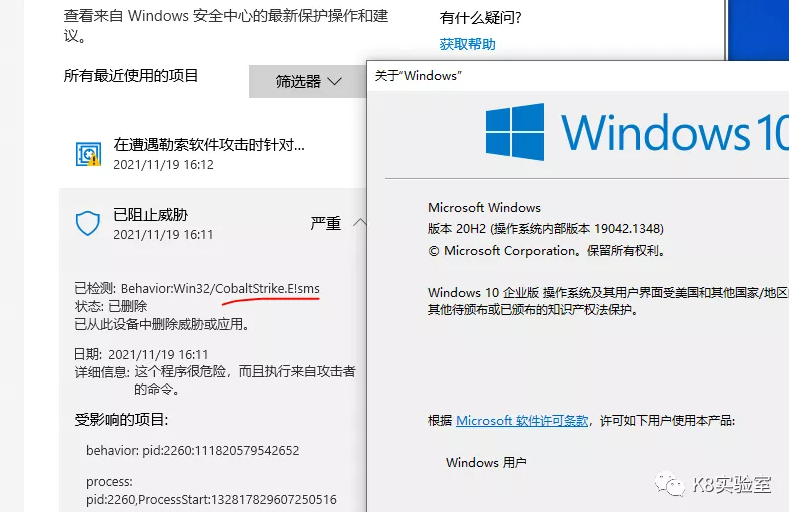 查看来自 Windows 安全中心的最新保护操作和建
议。
有什么疑问?
获取帮助
所有最近使用的项目
筛选器
在遭遇勒索软件攻击时针对...
2021/11/19 16:12
已阻止威胁
2021/11/19 16:11
严重
已检测: Behavior:Win32/CobaltStrike.E!sms
状态: 已删除
已从此设备中删除威胁或应用。
日期: 2021/11/19 16:11
详细信息: 这个程序很危险，而且执行来自攻击者
的命令。
受影响的项目:
behavior: pid:2260:111820579542652
process:
pid:2260,ProcessStart:132817829607250516
关于“Windows”
Windows 10
Microsoft Windows
版本 20H2 (操作系统内部版本 19042.1348)
© Microsoft Corporation。保留所有权利。
Windows 10 企业版 操作系统及其用户界面受美国和其他国家/地区
其他待颁布或已颁布的知识产权法保护。
根据 Microsoft 软件许可条款，许可如下用户使用本产品:
Windows 用户
K8实验室